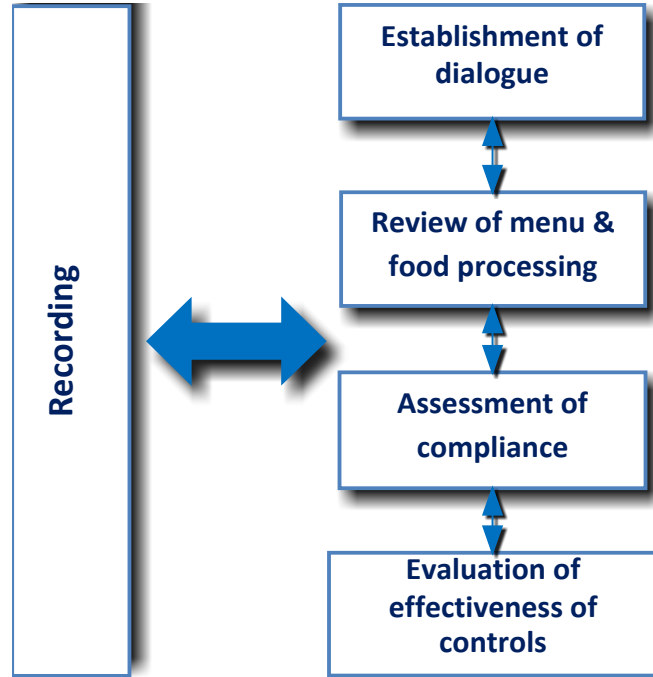 Recording
Establishment of
dialogue
Review of menu &
food processing
Assessment of
compliance
Evaluation of
effectiveness of
controls